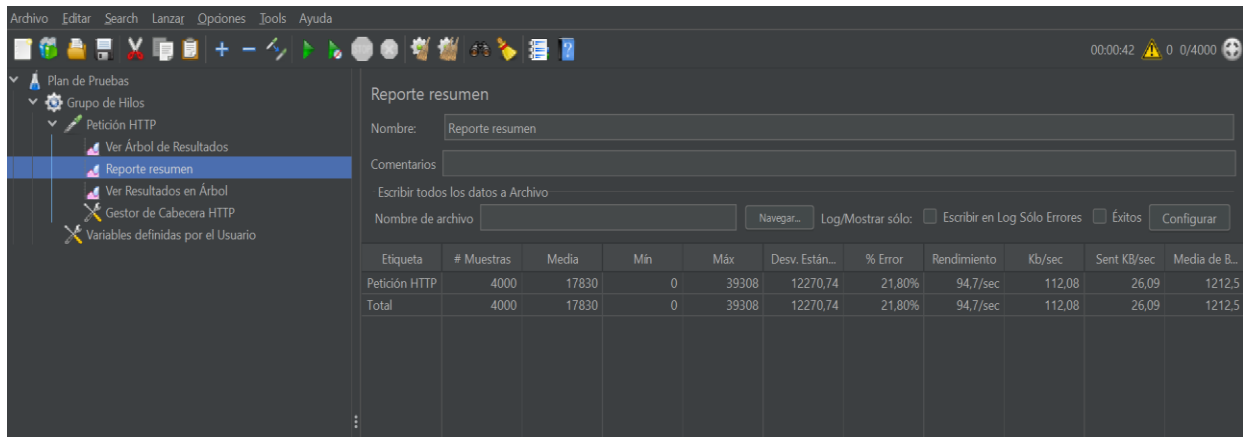 Archivo Editar Search Lanzar Opciones Tools Ayuda
00:00:42 0 0/4000
Plan de Pruebas
Grupo de Hilos
Petición HTTP
Ver Árbol de Resultados
Reporte resumen
Ver Resultados en Árbol
Gestor de Cabecera HTTP
Variables definidas por el Usuario
Reporte resumen
Nombre: Reporte resumen
Comentarios
Escribir todos los datos a Archivo
Nombre de archivo Navegar... Log/Mostrar sólo: Escribir en Log Sólo Errores Éxitos Configurar
Etiqueta # Muestras Media Mín Máx Desv. Están... % Error Rendimiento Kb/sec Sent KB/sec Media de B...
Petición HTTP 4000 17830 0 39308 12270,74 21,80% 94,7/sec 112,08 26,09 1212,5
Total 4000 17830 0 39308 12270,74 21,80% 94,7/sec 112,08 26,09 1212,5